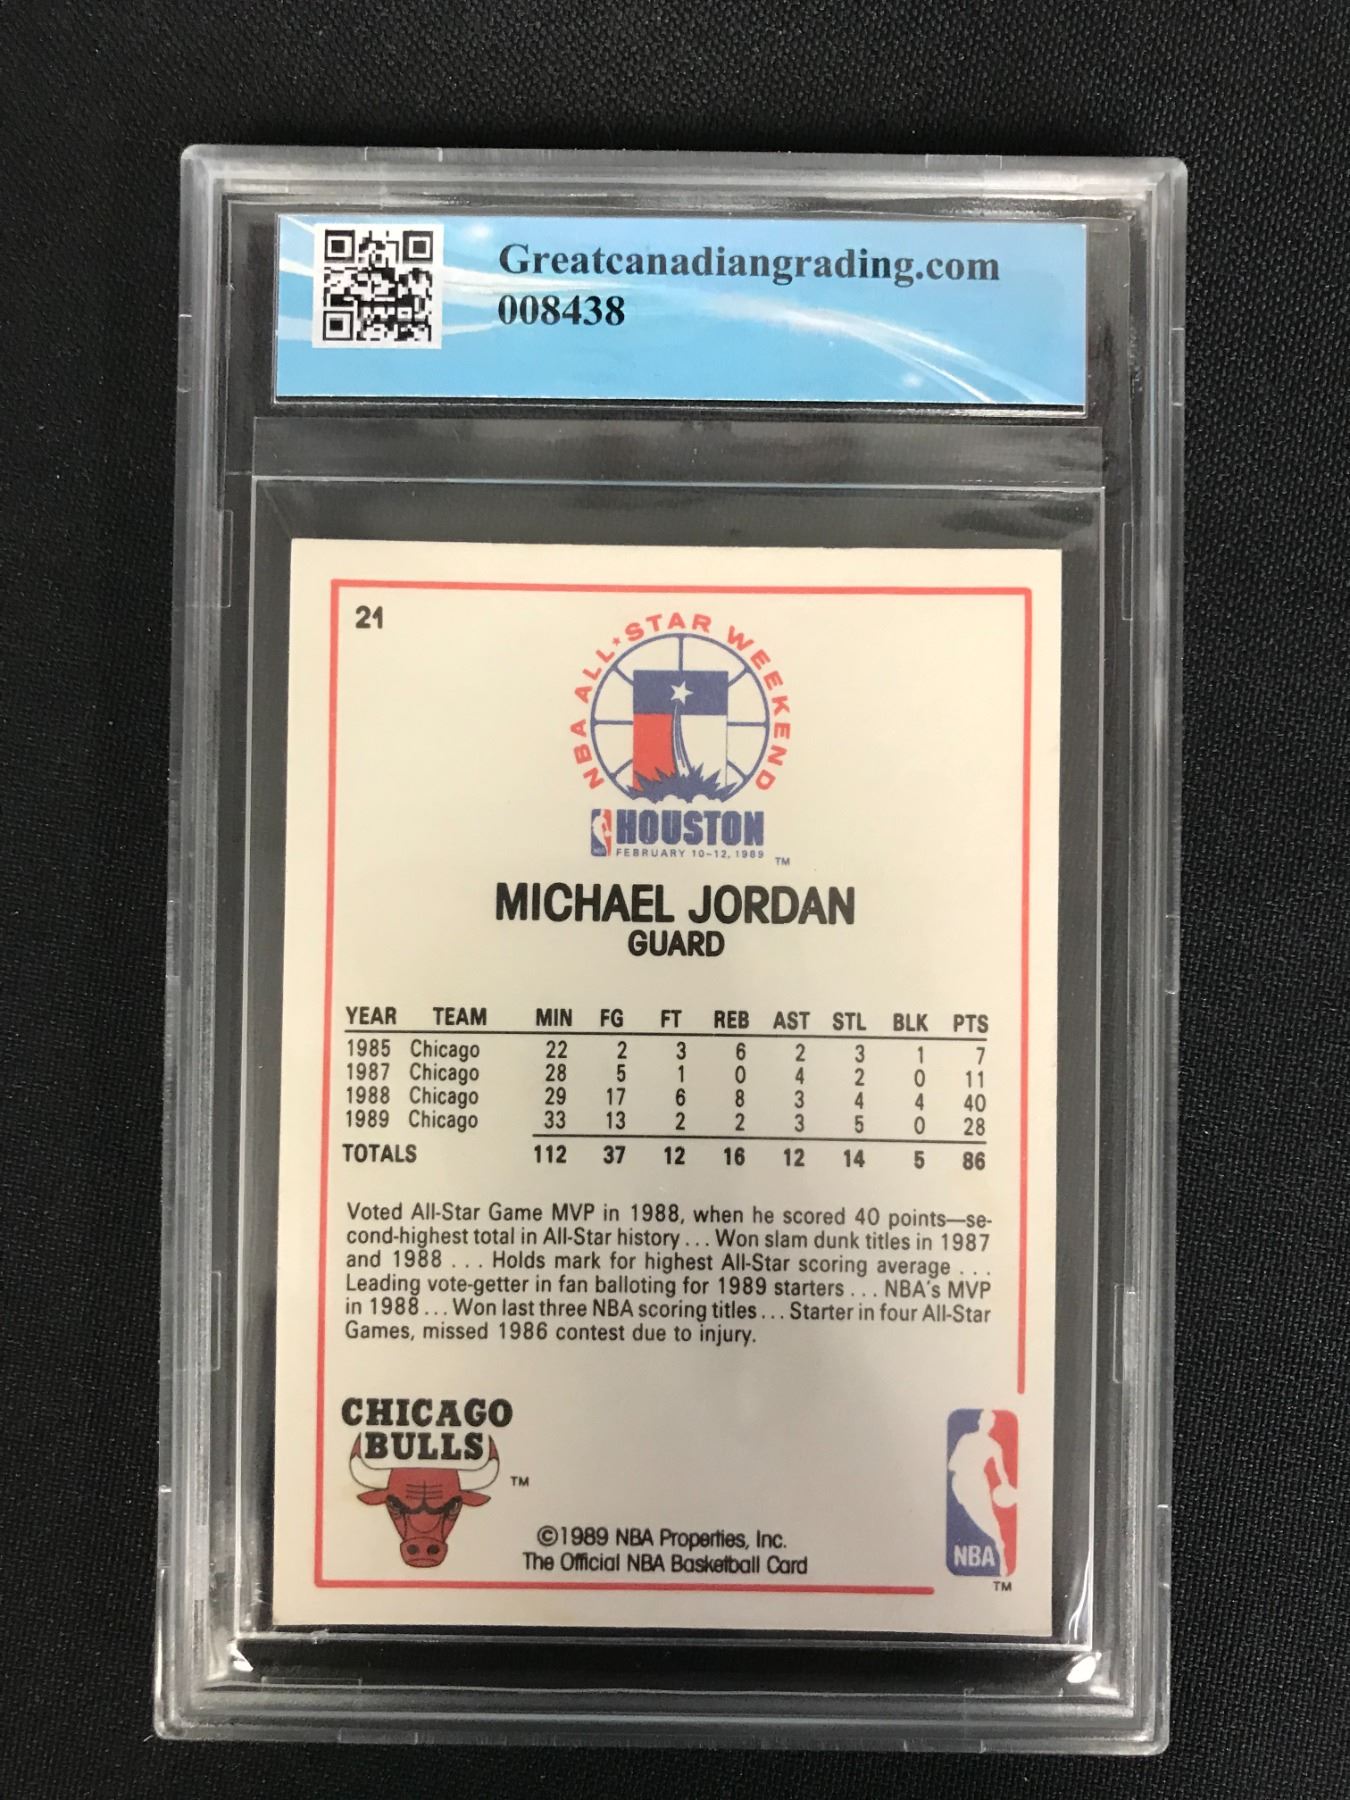 Greatcanadiangrading.com
008438
21
NBA ALL★STAR WEEKEND
HOUSTON
NBA
FEBRUARY 10-12, 1989 TM
MICHAEL JORDAN
GUARD
YEAR TEAM MIN FG FT REB AST STL BLK PTS
1985 Chicago 22 2 3 6 2 3 1 7
1987 Chicago 28 5 1 0 4 2 0 11
1988 Chicago 29 17 6 8 3 4 4 40
1989 Chicago 33 13 2 2 3 5 0 28
TOTALS 112 37 12 16 12 14 5 86
Voted All-Star Game MVP in 1988, when he scored 40 points—se-
cond-highest total in All-Star history . . . Won slam dunk titles in 1987
and 1988 . . . Holds mark for highest All-Star scoring average . . .
Leading vote-getter in fan balloting for 1989 starters . . . NBA's MVP
in 1988 . . . Won last three NBA scoring titles . . . Starter in four All-Star
Games, missed 1986 contest due to injury.
CHICAGO
BULLS
TM
©1989 NBA Properties, Inc.
The Official NBA Basketball Card
NBA
TM